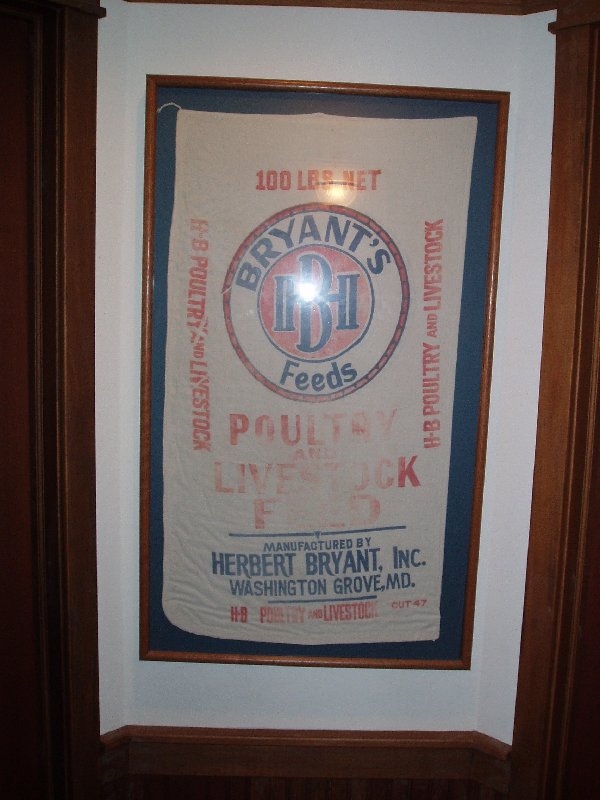 100 LBS NET
BRYANT'S
HB
Feeds
H-B POULTRY AND LIVESTOCK
H-B POULTRY AND LIVESTOCK
POULTRY
AND
LIVESTOCK
FEED
MANUFACTURED BY
HERBERT BRYANT, INC.
WASHINGTON GROVE, MD.
H-B POULTRY AND LIVESTOCK
CUT 47